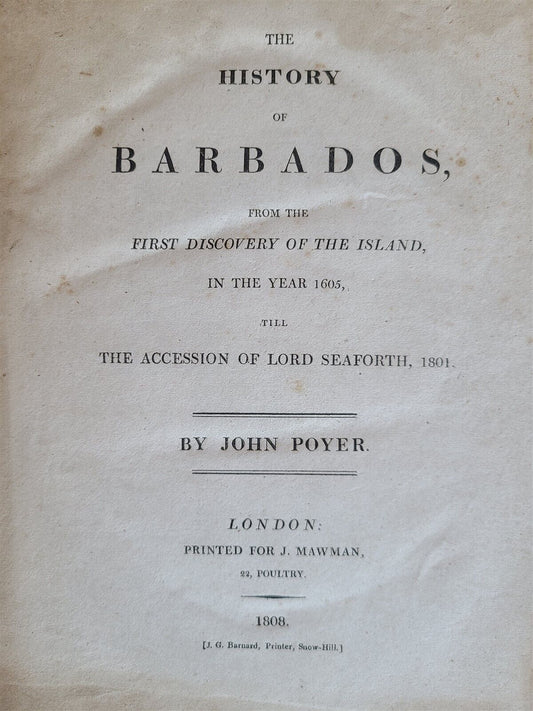 THE
HISTORY
OF
BARBADOS,
FROM THE
FIRST DISCOVERY OF THE ISLAND,
IN THE YEAR 1605,
TILL
THE ACCESSION OF LORD SEAFORTH, 1801.
BY JOHN POYER.
LONDON:
PRINTED FOR J. MAWMAN,
22, POULTRY.
1808.
[J. G. Barnard, Printer, Snow-Hill.]